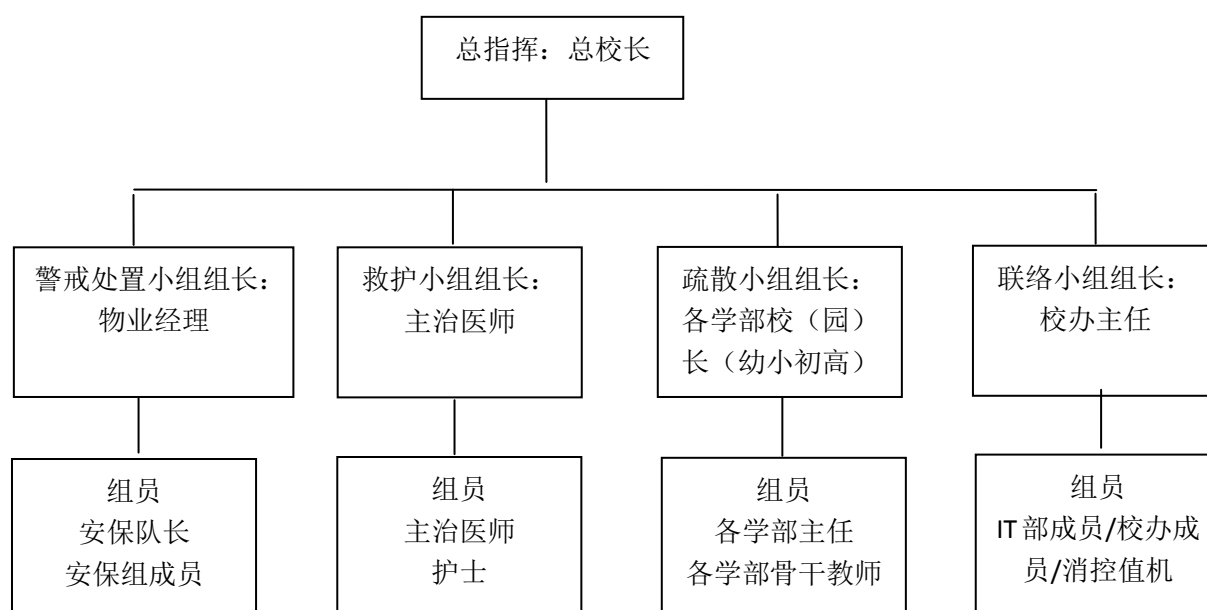 总指挥：总校长
警戒处置小组组长：
物业经理
救护小组组长：
主治医师
疏散小组组长：
各学部校（园）
长（幼小初高）
联络小组组长：
校办主任
组员
安保队长
安保组成员
组员
主治医师
护士
组员
各学部主任
各学部骨干教师
组员
IT部成员/校办成
员/消控值机